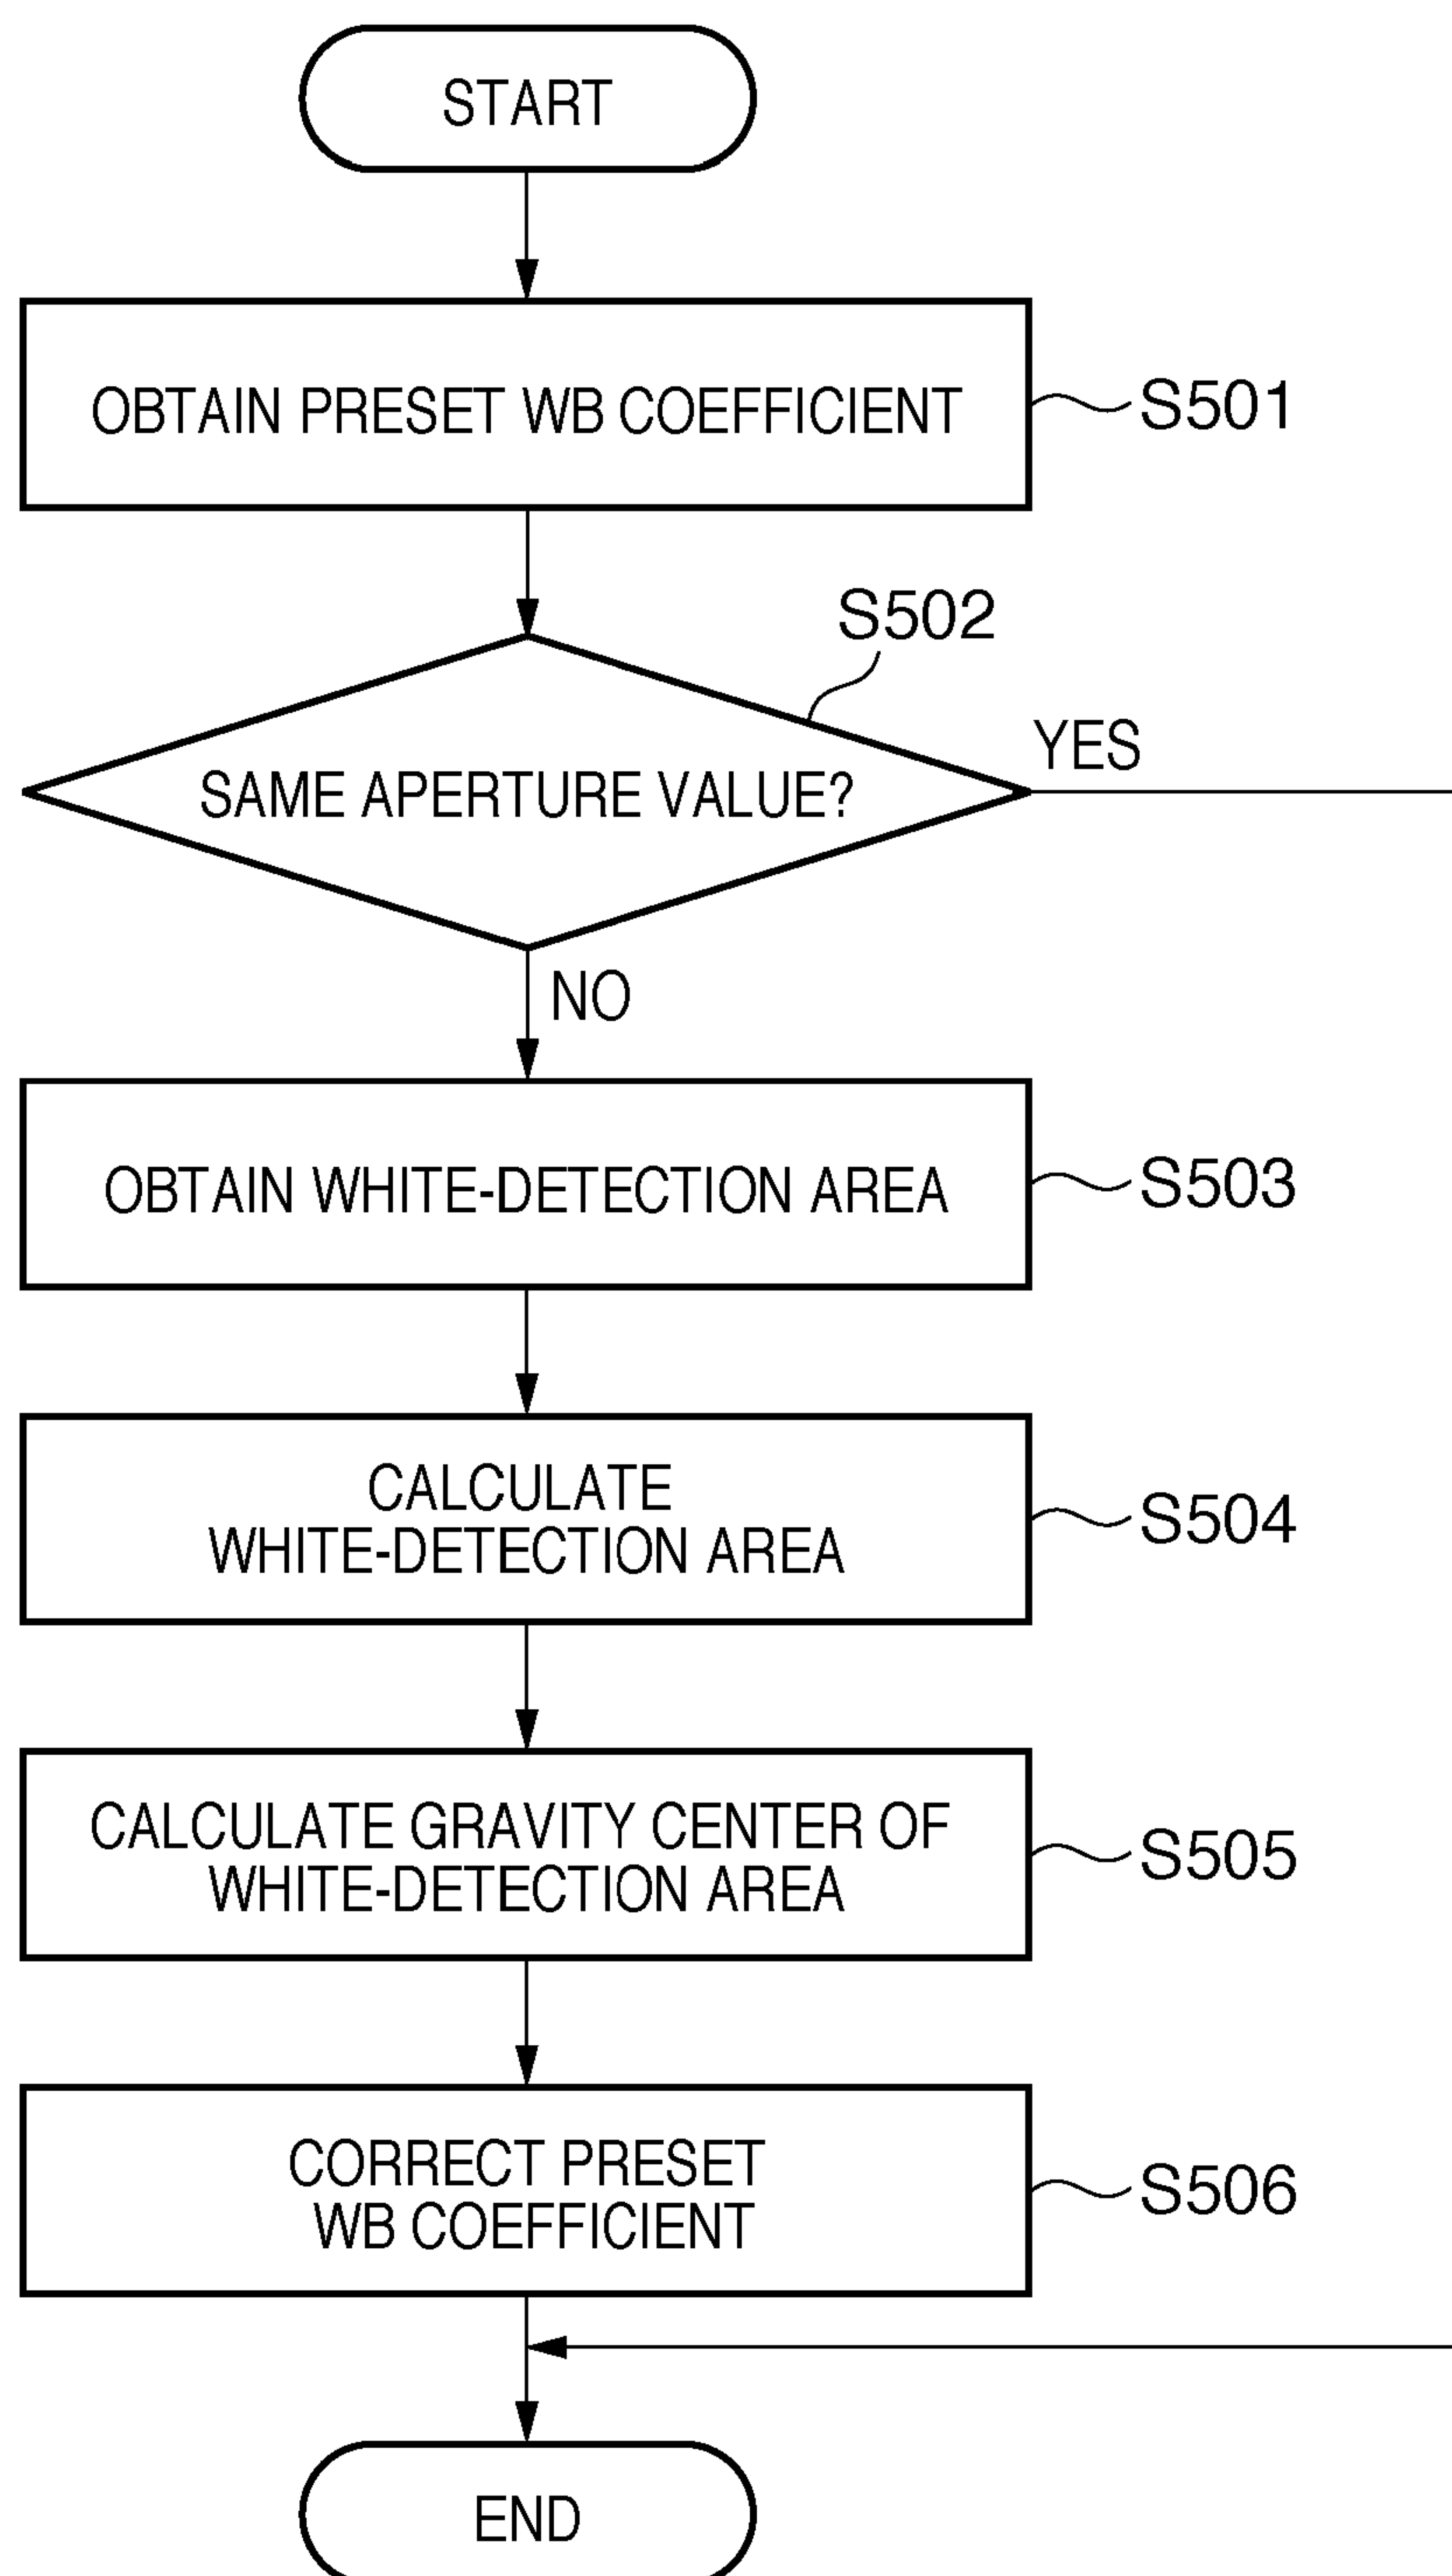 START
OBTAIN PRESET WB COEFFICIENT
S501
S502
SAME APERTURE VALUE?
YES
NO
OBTAIN WHITE-DETECTION AREA
S503
CALCULATE
WHITE-DETECTION AREA
S504
CALCULATE GRAVITY CENTER OF
WHITE-DETECTION AREA
S505
CORRECT PRESET
WB COEFFICIENT
S506
END